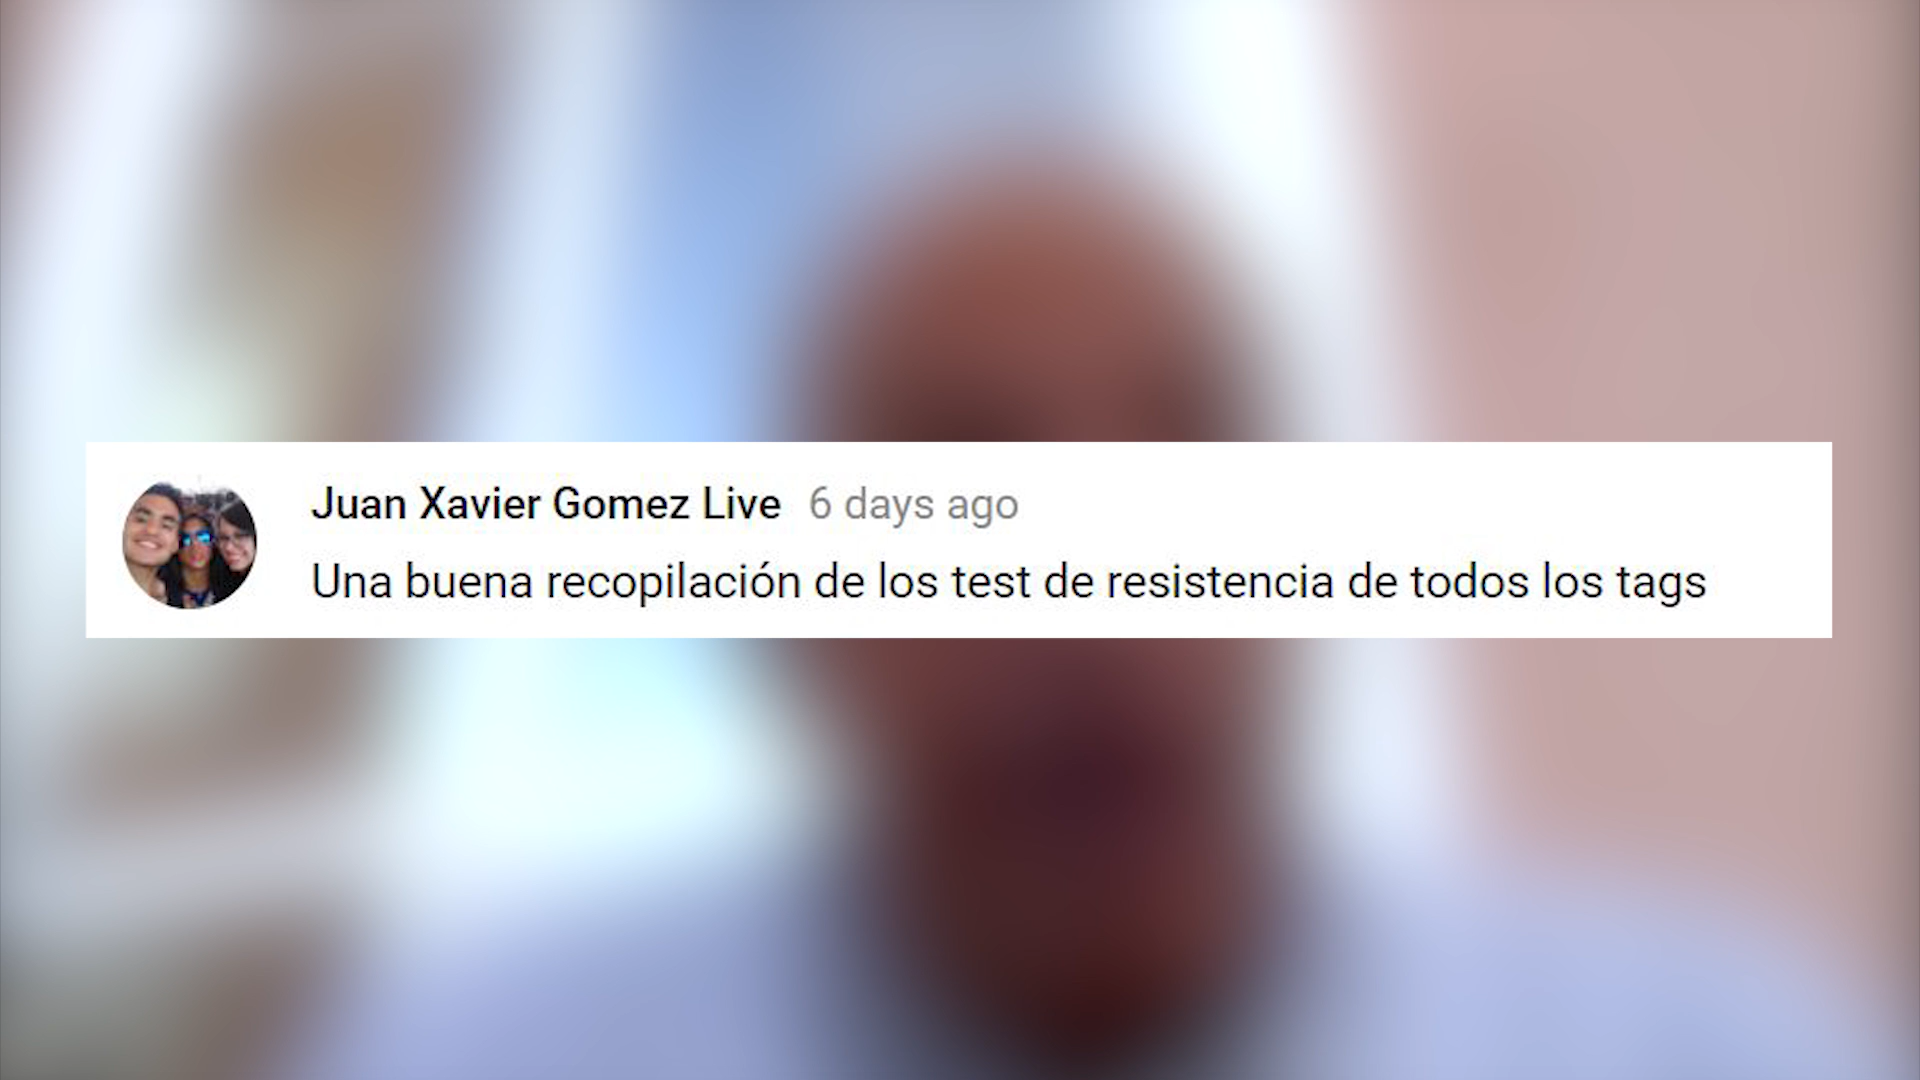 Juan Xavier Gomez Live 6 days ago
Una buena recopilación de los test de resistencia de todos los tags